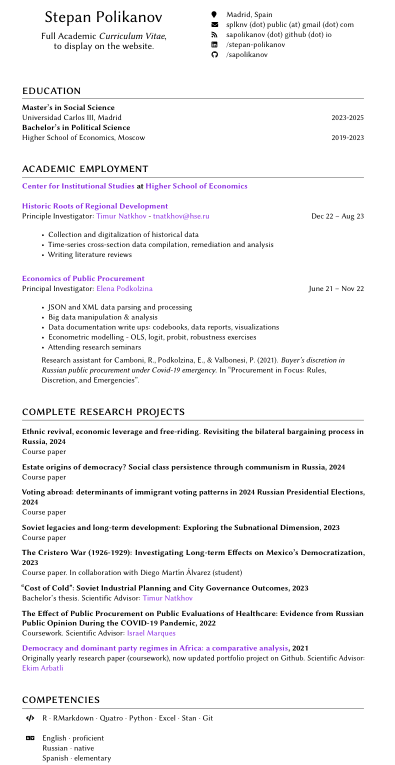 Stepan Polikanov
Full Academic Curriculum Vitae,
to display on the website.
Madrid, Spain
splknv (dot) public (at) gmail (dot) com
sapolikanov (dot) github (dot) io
/stepan-polikanov
/sapolikanov
EDUCATION
Master's in Social Science
Universidad Carlos III, Madrid 2023-2025
Bachelor's in Political Science
Higher School of Economics, Moscow 2019-2023
ACADEMIC EMPLOYMENT
Center for Institutional Studies at Higher School of Economics
Historic Roots of Regional Development
Principle Investigator: Timur Natkhov - tnatkhov@hse.ru Dec 22 – Aug 23
• Collection and digitalization of historical data
• Time-series cross-section data compilation, remediation and analysis
• Writing literature reviews
Economics of Public Procurement
Principal Investigator: Elena Podkolzina June 21 – Nov 22
• JSON and XML data parsing and processing
• Big data manipulation & analysis
• Data documentation write ups: codebooks, data reports, visualizations
• Econometric modelling - OLS, logit, probit, robustness exercises
• Attending research seminars
Research assistant for Camboni, R., Podkolzina, E., & Valbonesi, P. (2021). Buyer's discretion in
Russian public procurement under Covid-19 emergency. In "Procurement in Focus: Rules,
Discretion, and Emergencies".
COMPLETE RESEARCH PROJECTS
Ethnic revival, economic leverage and free-riding. Revisiting the bilateral bargaining process in
Russia, 2024
Course paper
Estate origins of democracy? Social class persistence through communism in Russia, 2024
Course paper
Voting abroad: determinants of immigrant voting patterns in 2024 Russian Presidential Elections,
2024
Course paper
Soviet legacies and long-term development: Exploring the Subnational Dimension, 2023
Course paper
The Cristero War (1926-1929): Investigating Long-term Effects on Mexico's Democratization,
2023
Course paper. In collaboration with Diego Martin Álvarez (student)
"Cost of Cold": Soviet Industrial Planning and City Governance Outcomes, 2023
Bachelor's thesis. Scientific Advisor: Timur Natkhov
The Effect of Public Procurement on Public Evaluations of Healthcare: Evidence from Russian
Public Opinion During the COVID-19 Pandemic, 2022
Coursework. Scientific Advisor: Israel Marques
Democracy and dominant party regimes in Africa: a comparative analysis, 2021
Originally yearly research paper (coursework), now updated portfolio project on Github. Scientific Advisor:
Ekim Arbatli
COMPETENCIES
R · RMarkdown · Quatro · Python · Excel · Stan · Git
English · proficient
Russian · native
Spanish · elementary